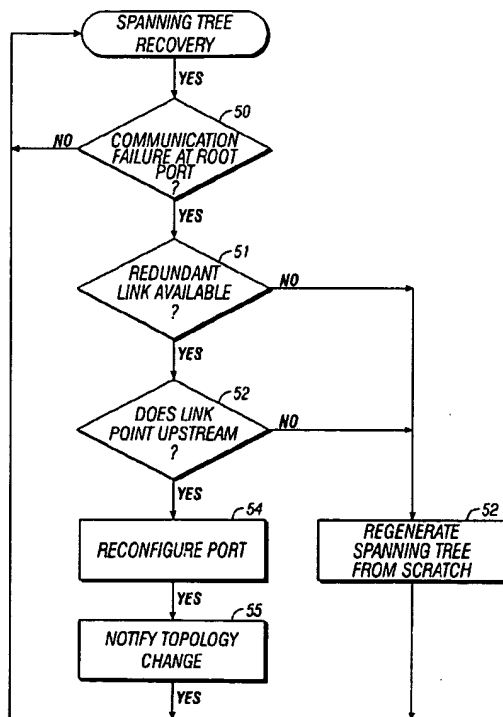 SPANNING TREE
RECOVERY
YES
50
NO
COMMUNICATION
FAILURE AT ROOT
PORT
?
YES
51
REDUNDANT
LINK AVAILABLE
?
NO
YES
52
DOES LINK
POINT UPSTREAM
?
NO
YES
54
RECONFIGURE PORT
52
REGENERATE
SPANNING TREE
FROM SCRATCH
YES
55
NOTIFY TOPOLOGY
CHANGE
YES